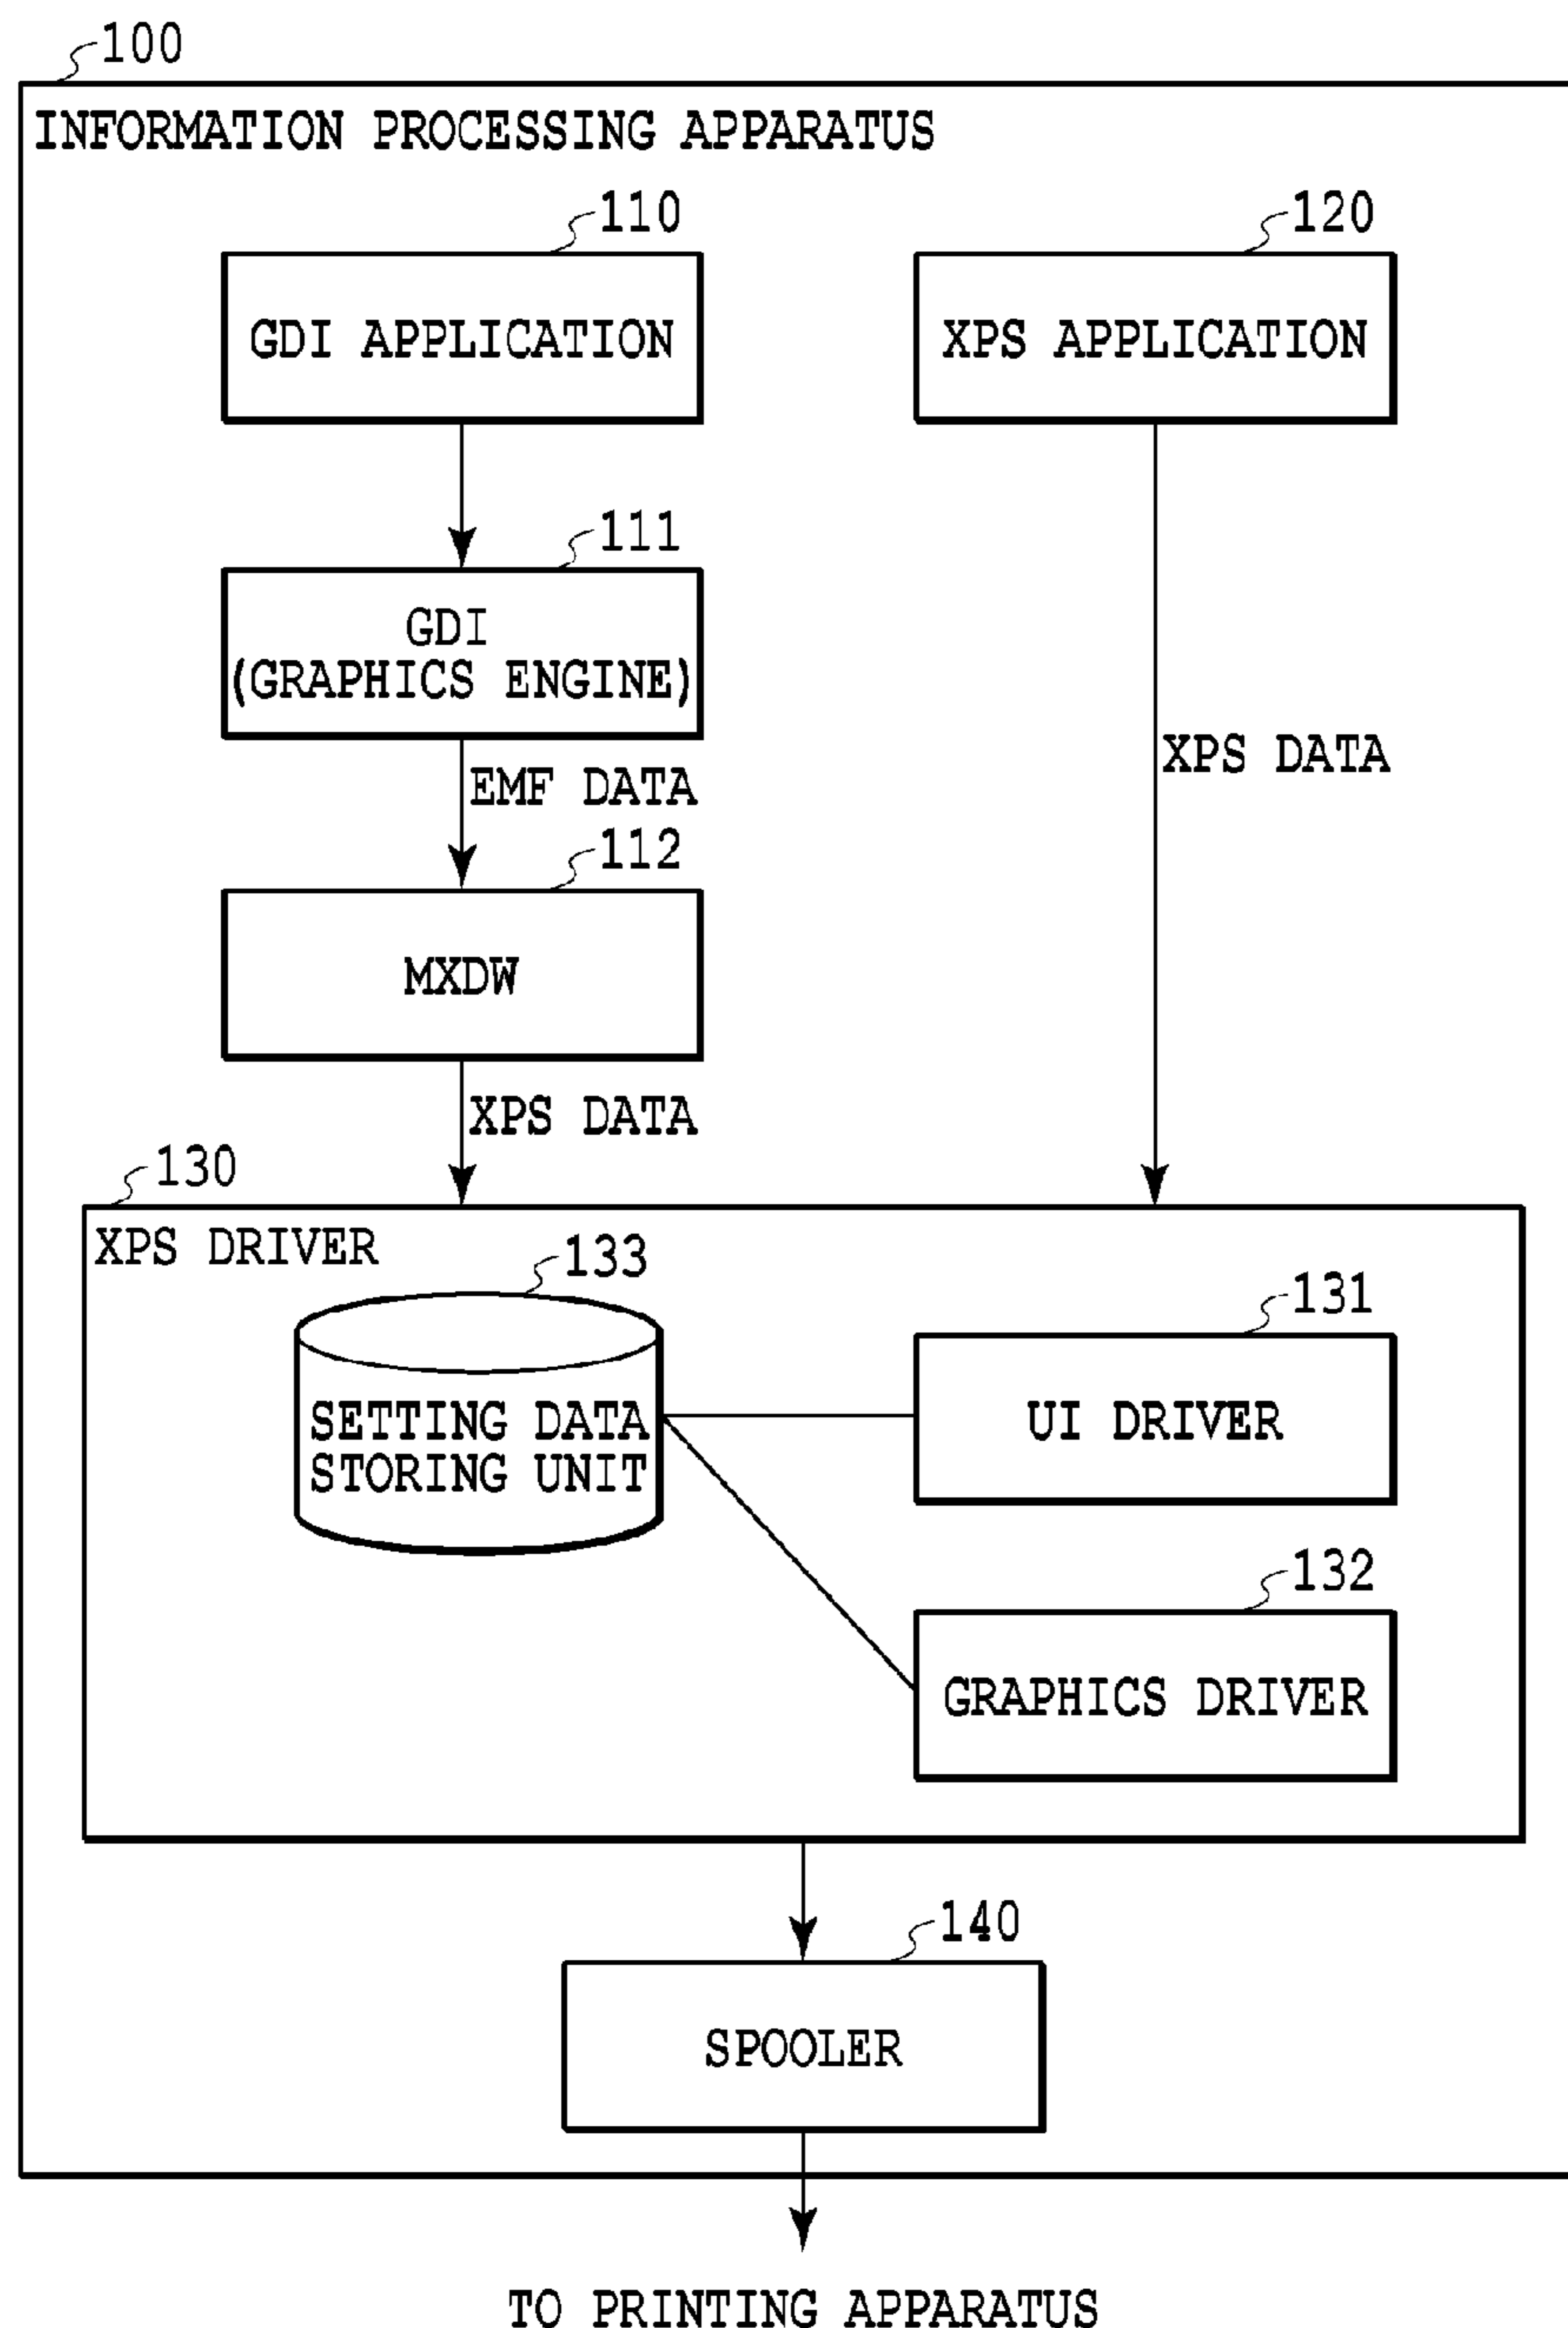 100
INFORMATION PROCESSING APPARATUS
110
120
GDI APPLICATION
XPS APPLICATION
111
GDI
(GRAPHICS ENGINE)
XPS DATA
EMF DATA
112
MXDW
XPS DATA
130
XPS DRIVER
133
131
SETTING DATA
STORING UNIT
UI DRIVER
132
GRAPHICS DRIVER
140
SPOOLER
TO PRINTING APPARATUS